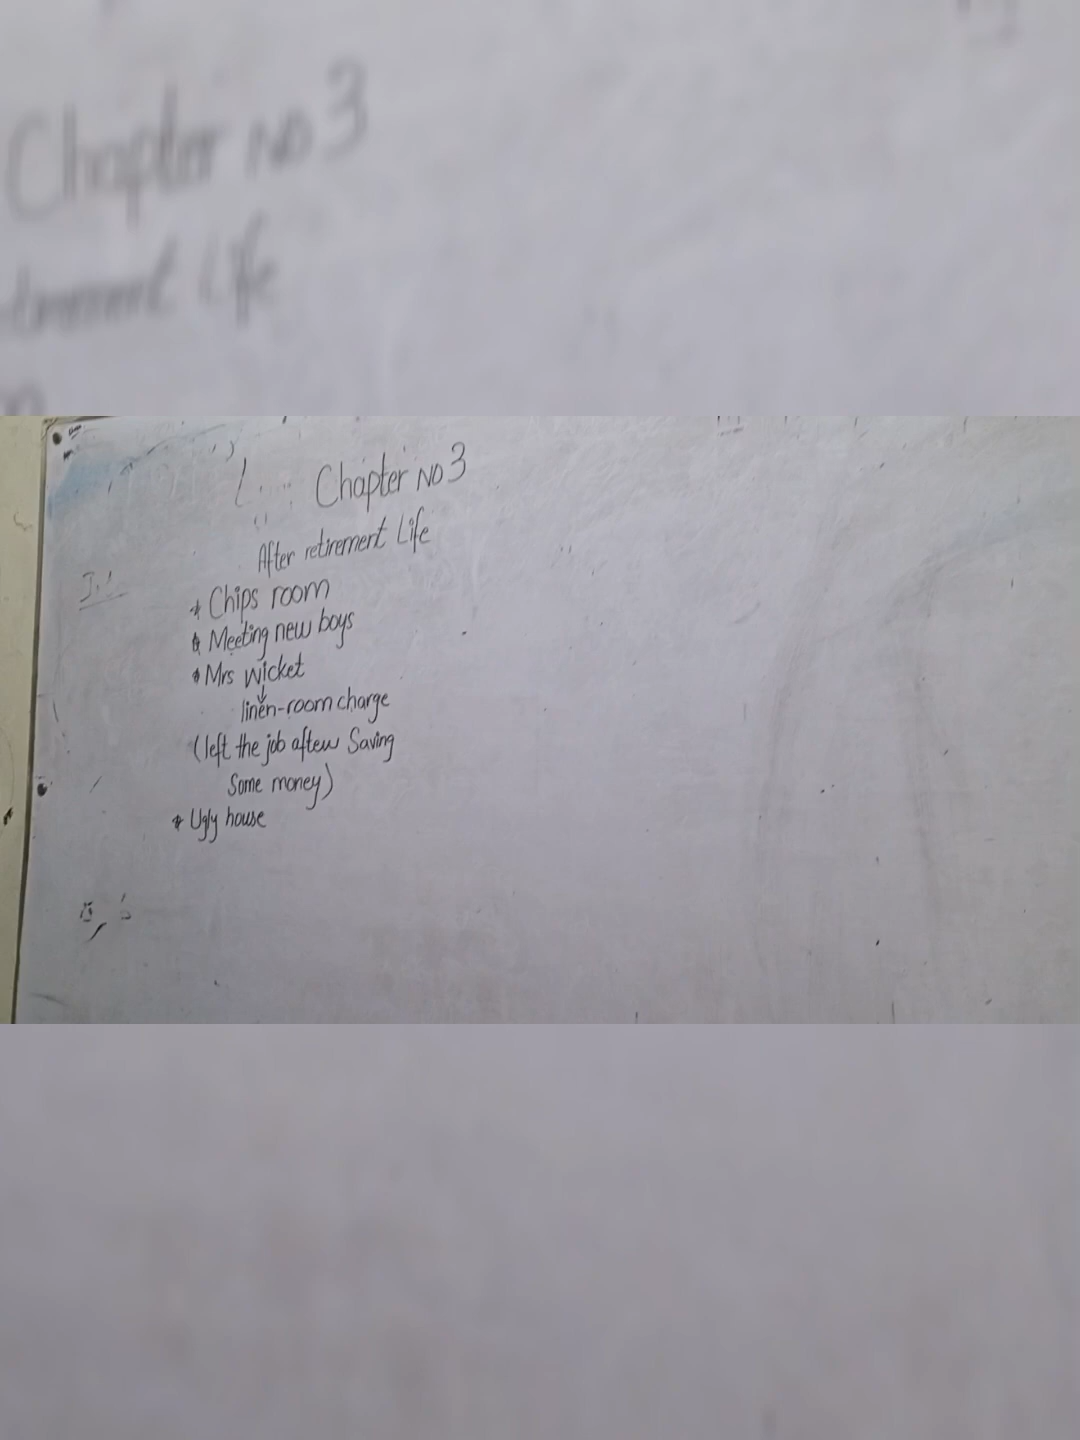 Chapter No 3
After retirement Life
* Chips room
* Meeting new boys
* Mrs wicket
↓
linen-room charge
(left the job aftew Saving
Some money)
* Ugly house